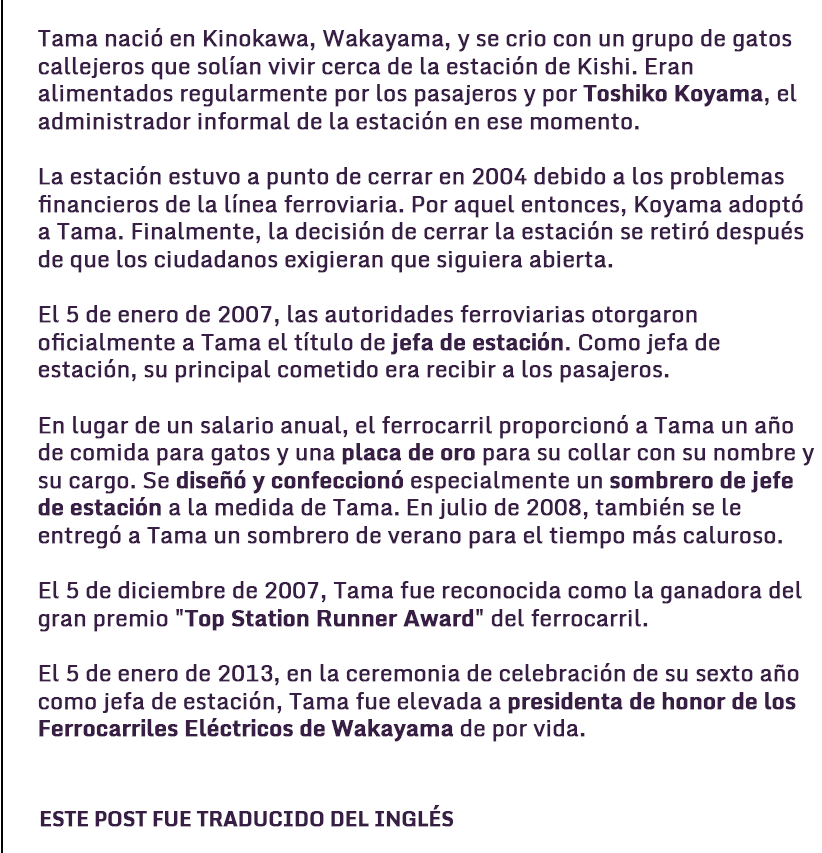 Tama nació en Kinokawa, Wakayama, y se crio con un grupo de gatos
callejeros que solían vivir cerca de la estación de Kishi. Eran
alimentados regularmente por los pasajeros y por Toshiko Koyama, el
administrador informal de la estación en ese momento.
La estación estuvo a punto de cerrar en 2004 debido a los problemas
financieros de la línea ferroviaria. Por aquel entonces, Koyama adoptó
a Tama. Finalmente, la decisión de cerrar la estación se retiró después
de que los ciudadanos exigieran que siguiera abierta.
El 5 de enero de 2007, las autoridades ferroviarias otorgaron
oficialmente a Tama el título de jefa de estación. Como jefa de
estación, su principal cometido era recibir a los pasajeros.
En lugar de un salario anual, el ferrocarril proporcionó a Tama un año
de comida para gatos y una placa de oro para su collar con su nombre y
su cargo. Se diseñó y confeccionó especialmente un sombrero de jefe
de estación a la medida de Tama. En julio de 2008, también se le
entregó a Tama un sombrero de verano para el tiempo más caluroso.
El 5 de diciembre de 2007, Tama fue reconocida como la ganadora del
gran premio "Top Station Runner Award" del ferrocarril.
El 5 de enero de 2013, en la ceremonia de celebración de su sexto año
como jefa de estación, Tama fue elevada a presidenta de honor de los
Ferrocarriles Eléctricos de Wakayama de por vida.
ESTE POST FUE TRADUCIDO DEL INGLÉS